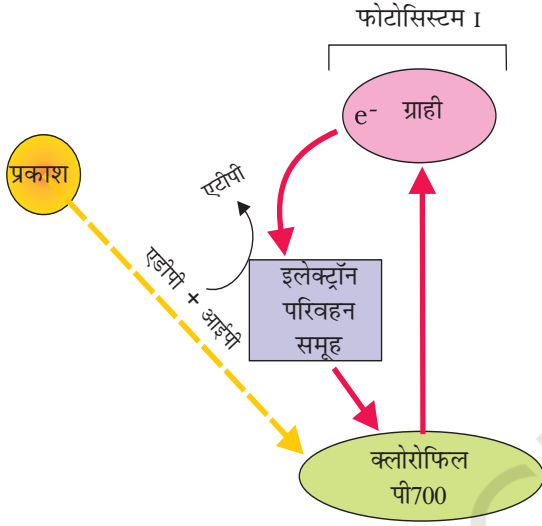 फोटोसिस्टम I
e- ग्राही
प्रकाश
एटीपी
एडीपी + आईपी
इलेक्ट्रॉन
परिवहन
समूह
क्लोरोफिल
पी700